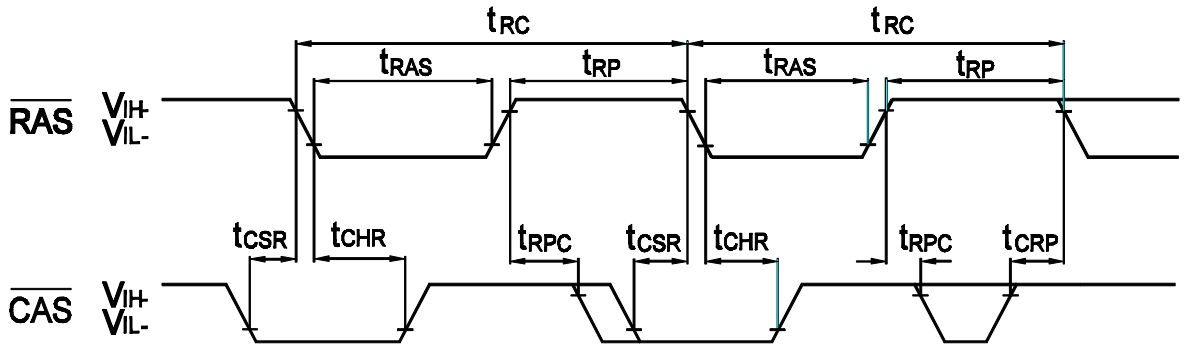 tRC tRC
tRAS tRP tRAS tRP
RAS VIH-
VIL-
tCSR tCHR tRPC tCSR tCHR tRPC tCRP
CAS VIH-
VIL-